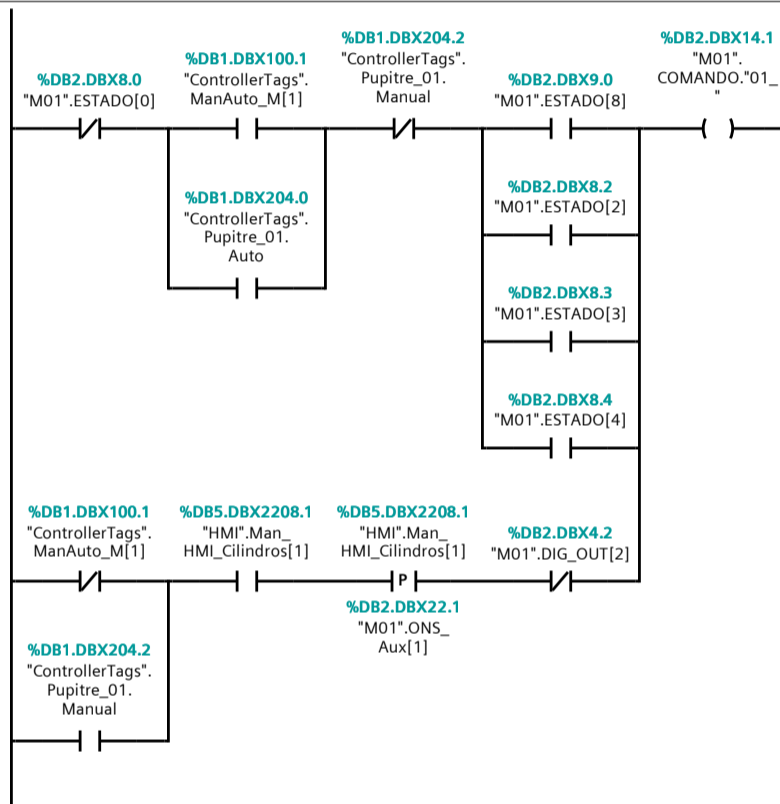 %DB2.DBX8.0
"M01".ESTADO[0]
%DB1.DBX100.1
"ControllerTags".
ManAuto_M[1]
%DB1.DBX204.2
"ControllerTags".
Pupitre_01.
Manual
%DB2.DBX9.0
"M01".ESTADO[8]
%DB2.DBX14.1
"M01".
COMANDO."01_
"
%DB1.DBX204.0
"ControllerTags".
Pupitre_01.
Auto
%DB2.DBX8.2
"M01".ESTADO[2]
%DB2.DBX8.3
"M01".ESTADO[3]
%DB2.DBX8.4
"M01".ESTADO[4]
%DB1.DBX100.1
"ControllerTags".
ManAuto_M[1]
%DB5.DBX2208.1
"HMI".Man_
HMI_Cilindros[1]
%DB5.DBX2208.1
"HMI".Man_
HMI_Cilindros[1]
P
%DB2.DBX22.1
"M01".ONS_
Aux[1]
%DB2.DBX4.2
"M01".DIG_OUT[2]
%DB1.DBX204.2
"ControllerTags".
Pupitre_01.
Manual